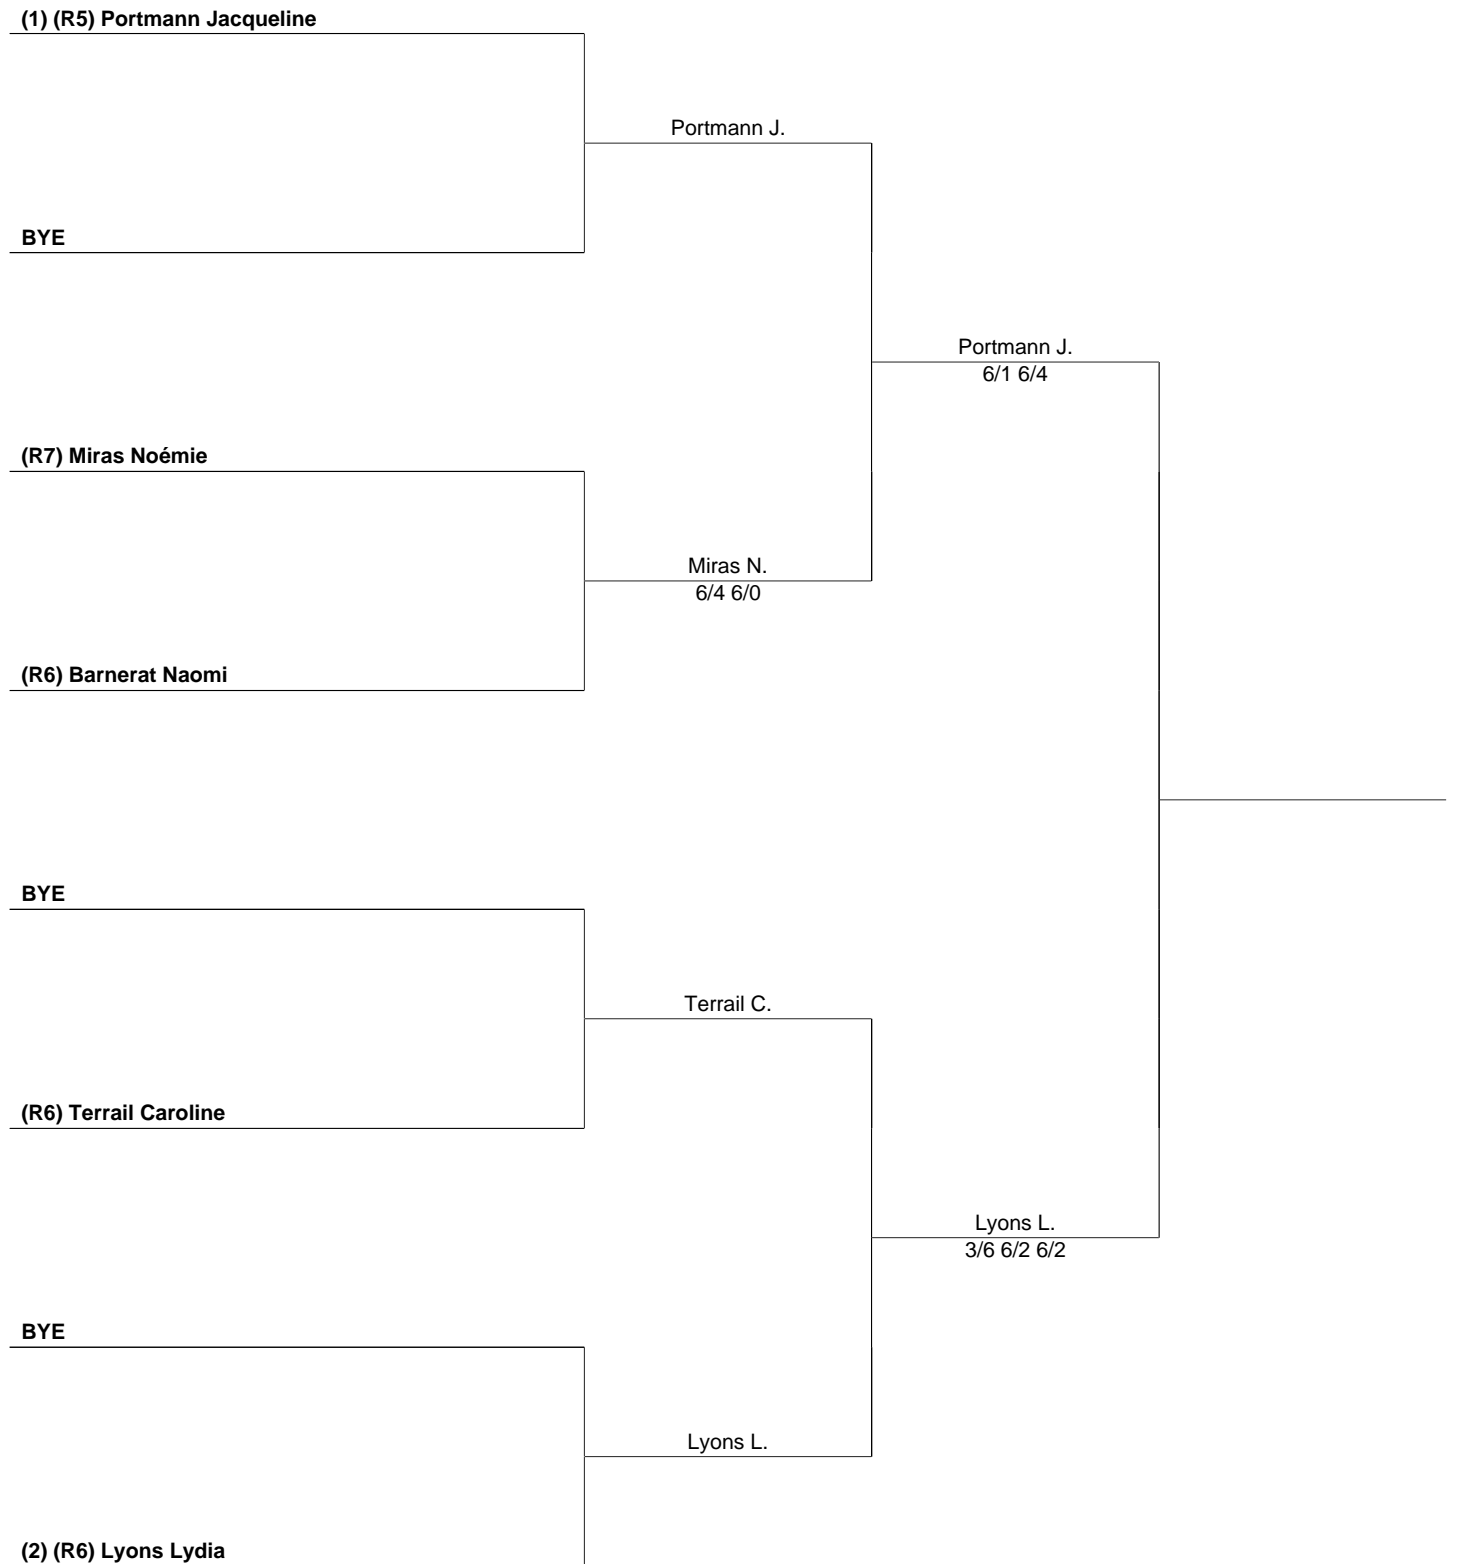 (1) (R5) Portmann Jacqueline
Portmann J.
BYE
Portmann J.
6/1 6/4
(R7) Miras Noémie
Miras N.
6/4 6/0
(R6) Barnerat Naomi
BYE
Terrail C.
(R6) Terrail Caroline
Lyons L.
3/6 6/2 6/2
BYE
Lyons L.
(2) (R6) Lyons Lydia